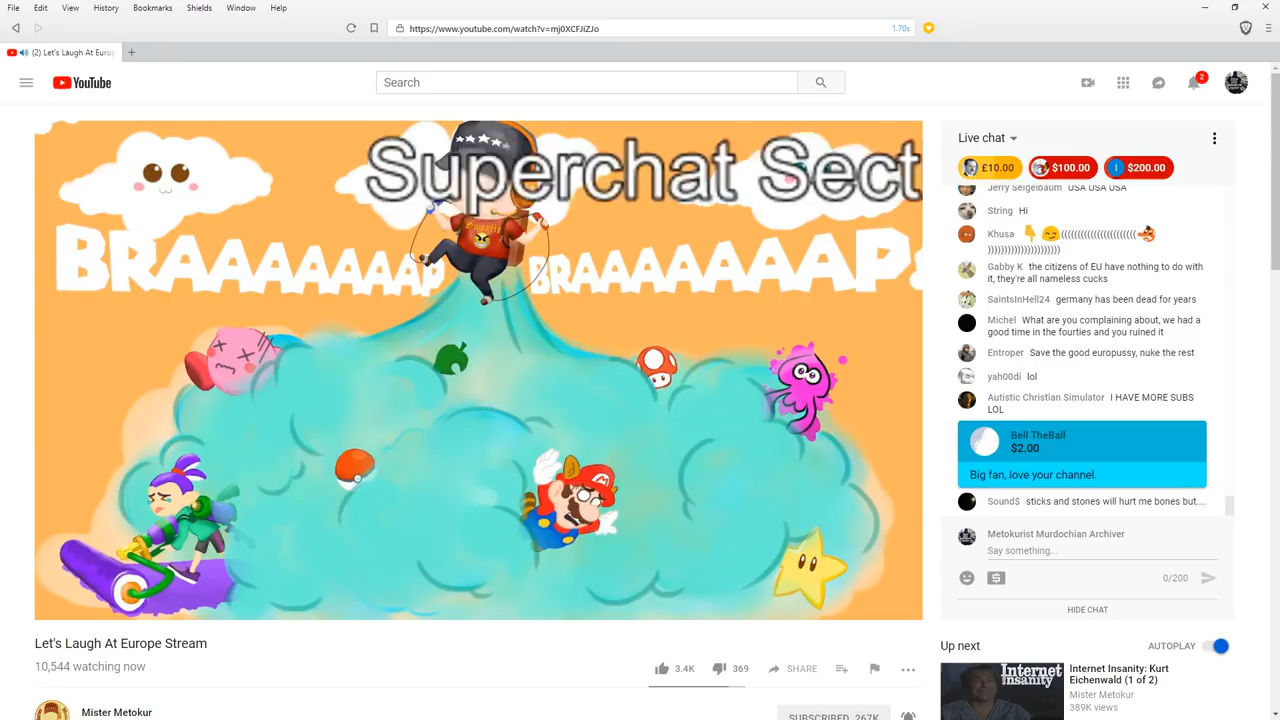 File Edit View History Bookmarks Shields Window Help
https://www.youtube.com/watch?v=mj0XCFJiZJo 1.70s
(2) Let's Laugh At Europ
YouTube
Search
2
Superchat Sect
BRAAAAAAAP BRAAAAAAAPS
Live chat
£10.00 $100.00 $200.00
Jerry Seigelbaum USA USA USA
String Hi
Khusa 👇😊(((((((((((((((((((((((
))))))))))))))))))))))
Gabby K the citizens of EU have nothing to do with
it, they're all nameless cucks
SaintsInHell24 germany has been dead for years
Michel What are you complaining about, we had a
good time in the fourties and you ruined it
Entroper Save the good europussy, nuke the rest
yah00di lol
Autistic Christian Simulator I HAVE MORE SUBS
LOL
Bell TheBall
$2.00
Big fan, love your channel.
Sound$ sticks and stones will hurt me bones but....
Metokurist Murdochian Archiver
Say something...
0/200
HIDE CHAT
Let's Laugh At Europe Stream
10,544 watching now
3.4K 369 SHARE
Mister Metokur
SUBSCRIBED 267K
Up next AUTOPLAY
Internet
Insanity
Internet Insanity: Kurt
Eichenwald (1 of 2)
Mister Metokur
389K views